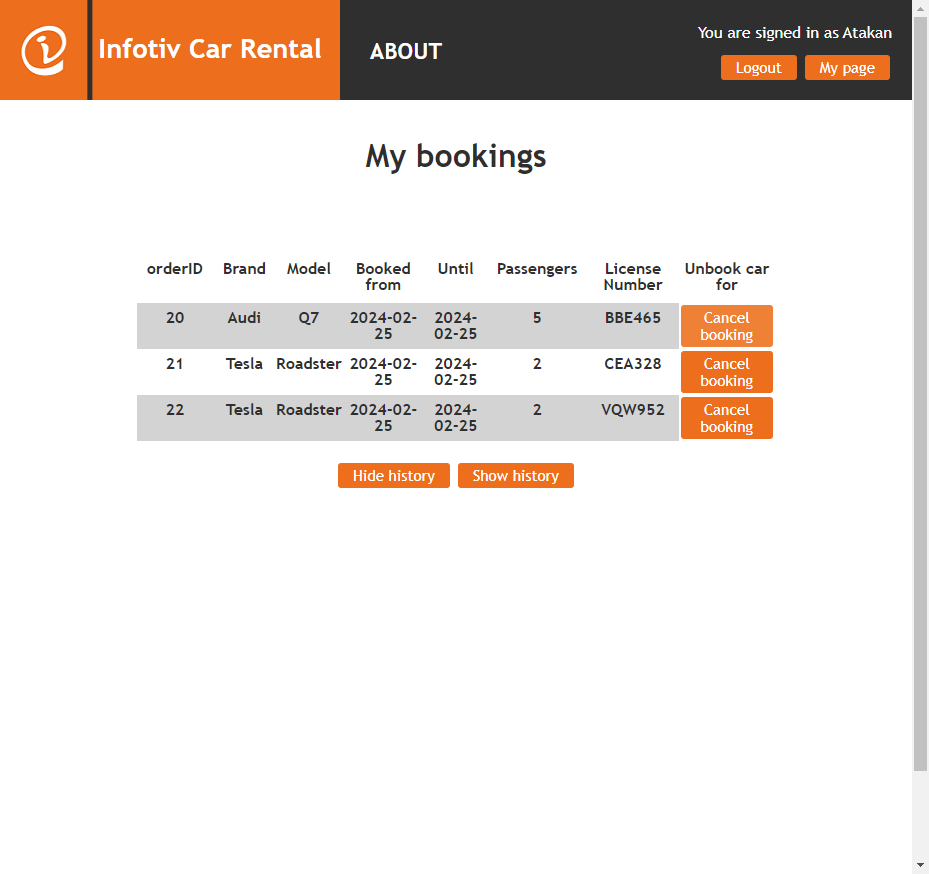 Infotiv Car Rental
ABOUT
You are signed in as Atakan
Logout My page
My bookings
orderID Brand Model Booked from Until Passengers License Number Unbook car for
20 Audi Q7 2024-02-25 2024-02-25 5 BBE465 Cancel booking
21 Tesla Roadster 2024-02-25 2024-02-25 2 CEA328 Cancel booking
22 Tesla Roadster 2024-02-25 2024-02-25 2 VQW952 Cancel booking
Hide history Show history